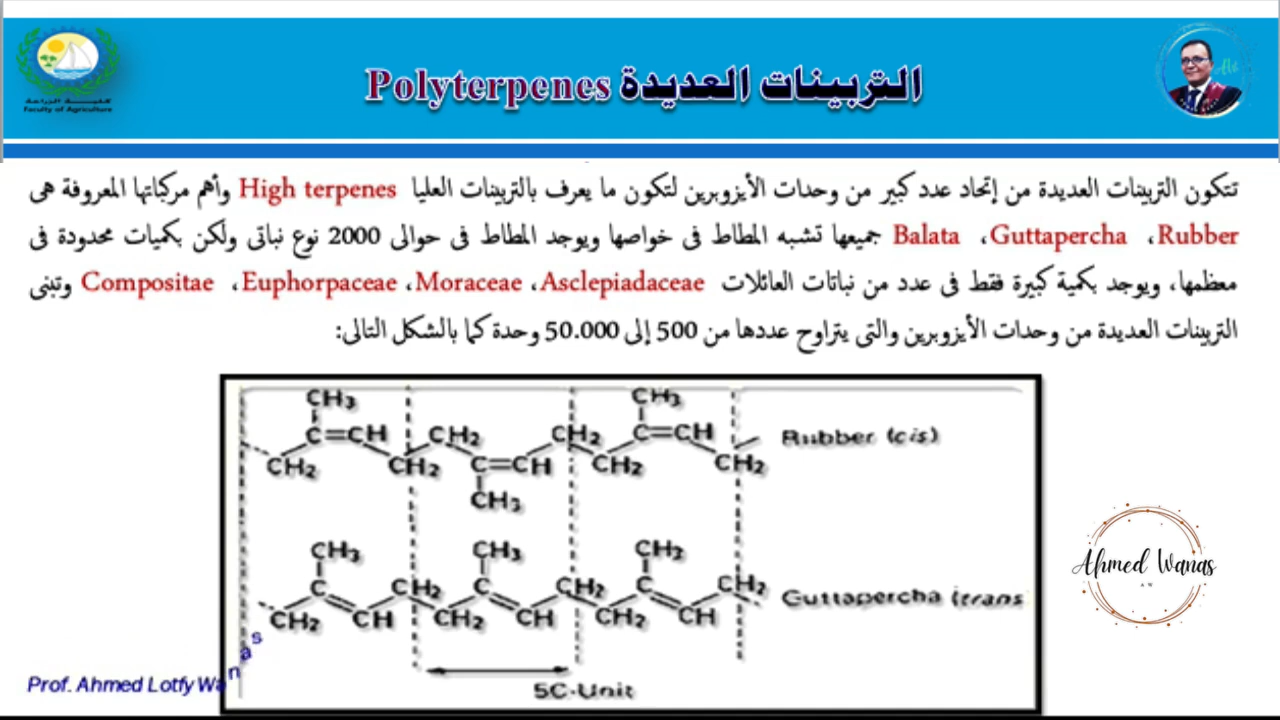 التربينات العديدة Polyterpenes
كلية الزراعة
Faculty of Agriculture
تتكون التربينات العديدة من إتحاد عدد كبير من وحدات الأيزوبرين لتكون ما يعرف بالتربينات العليا High terpenes وأهم مركباتها المعروفة هى
Rubber، Guttapercha، Balata جميعها تشبه المطاط فى خواصها ويوجد المطاط فى حوالى 2000 نوع نباتى ولكن بكميات محدودة فى
معظمها، ويوجد بكمية كبيرة فقط فى عدد من نباتات العائلات Asclepiadaceae، Moraceae، Euphorpaceae، Compositae وتبنى
التربينات العديدة من وحدات الأيزوبرين والتى يتراوح عددها من 500 إلى 50.000 وحدة كما بالشكل التالى:
CH3 CH3
C=CH CH2 CH2 C=CH Rubber (cis)
CH2 CH2 C=CH CH2 CH2
CH3
CH3 CH3 CH3
C CH2 C CH2 C CH2 Guttapercha (trans
CH2 CH CH2 CH CH2 CH
5C-Unit
Ahmed Wanas
A W
Prof. Ahmed Lotfy Wanas